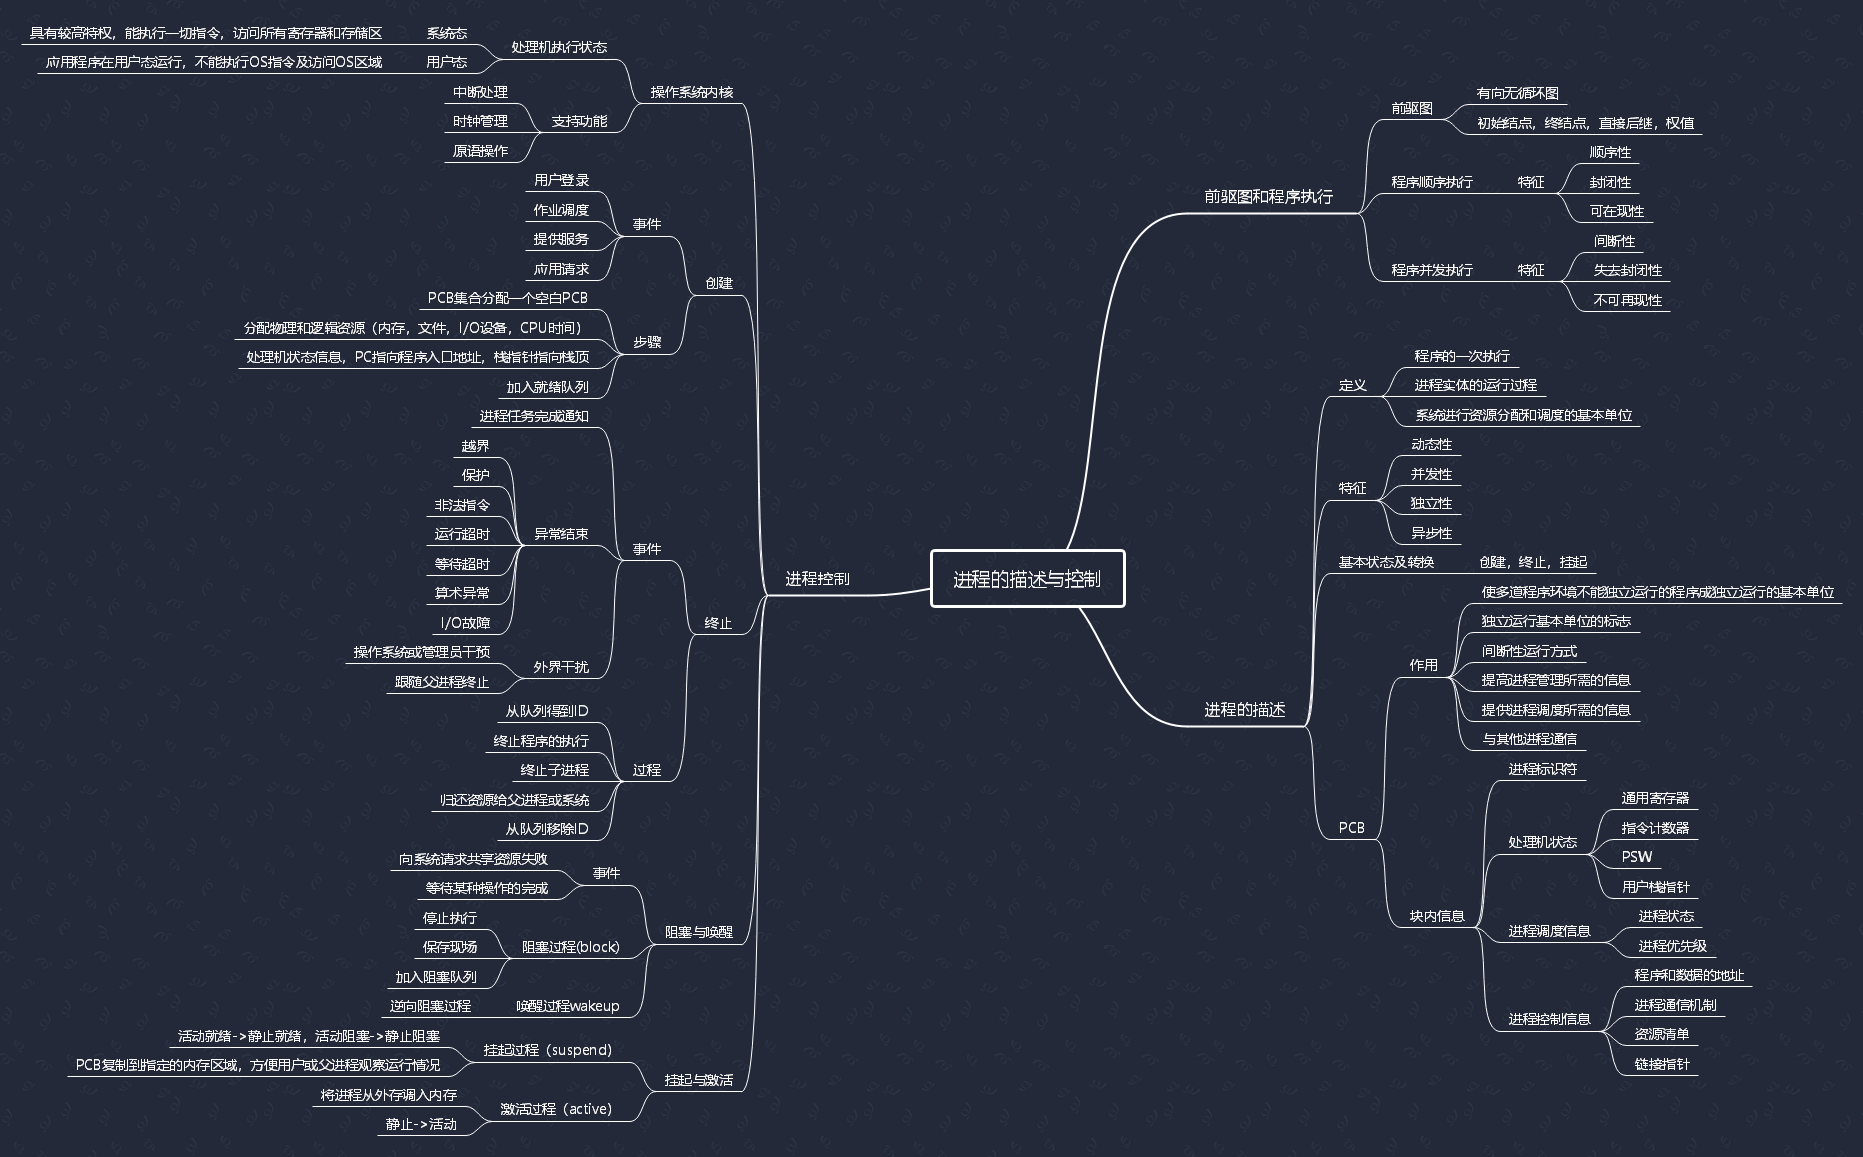 进程的描述与控制
前驱图和程序执行
前驱图
有向无循环图
初始结点，终结点，直接后继，权值
程序顺序执行
特征
顺序性
封闭性
可在现性
程序并发执行
特征
间断性
失去封闭性
不可再现性
进程的描述
定义
程序的一次执行
进程实体的运行过程
系统进行资源分配和调度的基本单位
特征
动态性
并发性
独立性
异步性
基本状态及转换
创建，终止，挂起
PCB
作用
使多道程序环境不能独立运行的程序成独立运行的基本单位
独立运行基本单位的标志
间断性运行方式
提高进程管理所需的信息
提供进程调度所需的信息
与其他进程通信
块内信息
进程标识符
处理机状态
通用寄存器
指令计数器
PSW
用户栈指针
进程调度信息
进程状态
进程优先级
进程控制信息
程序和数据的地址
进程通信机制
资源清单
链接指针
进程控制
操作系统内核
处理机执行状态
系统态
具有较高特权，能执行一切指令，访问所有寄存器和存储区
用户态
应用程序在用户态运行，不能执行OS指令及访问OS区域
支持功能
中断处理
时钟管理
原语操作
创建
事件
用户登录
作业调度
提供服务
应用请求
步骤
PCB集合分配一个空白PCB
分配物理和逻辑资源（内存，文件，I/O设备，CPU时间）
处理机状态信息，PC指向程序入口地址，栈指针指向栈顶
加入就绪队列
终止
事件
进程任务完成通知
异常结束
越界
保护
非法指令
运行超时
等待超时
算术异常
I/O故障
外界干扰
操作系统或管理员干预
跟随父进程终止
过程
从队列得到ID
终止程序的执行
终止子进程
归还资源给父进程或系统
从队列移除ID
阻塞与唤醒
事件
向系统请求共享资源失败
等待某种操作的完成
阻塞过程(block)
停止执行
保存现场
加入阻塞队列
唤醒过程wakeup
逆向阻塞过程
挂起与激活
挂起过程（suspend）
活动就绪->静止就绪，活动阻塞->静止阻塞
PCB复制到指定的内存区域，方便用户或父进程观察运行情况
激活过程（active）
将进程从外存调入内存
静止->活动